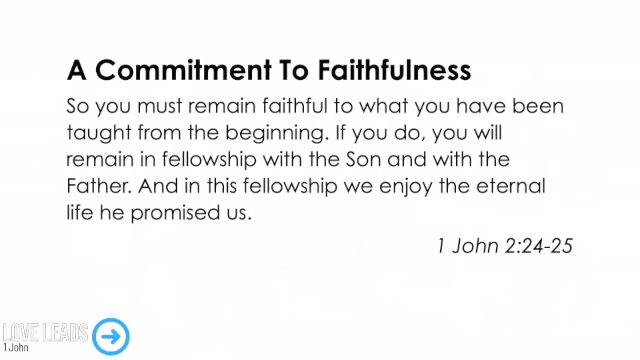 A Commitment To Faithfulness
So you must remain faithful to what you have been
taught from the beginning. If you do, you will
remain in fellowship with the Son and with the
Father. And in this fellowship we enjoy the eternal
life he promised us.
1 John 2:24-25
LOVE LEADS
1 John